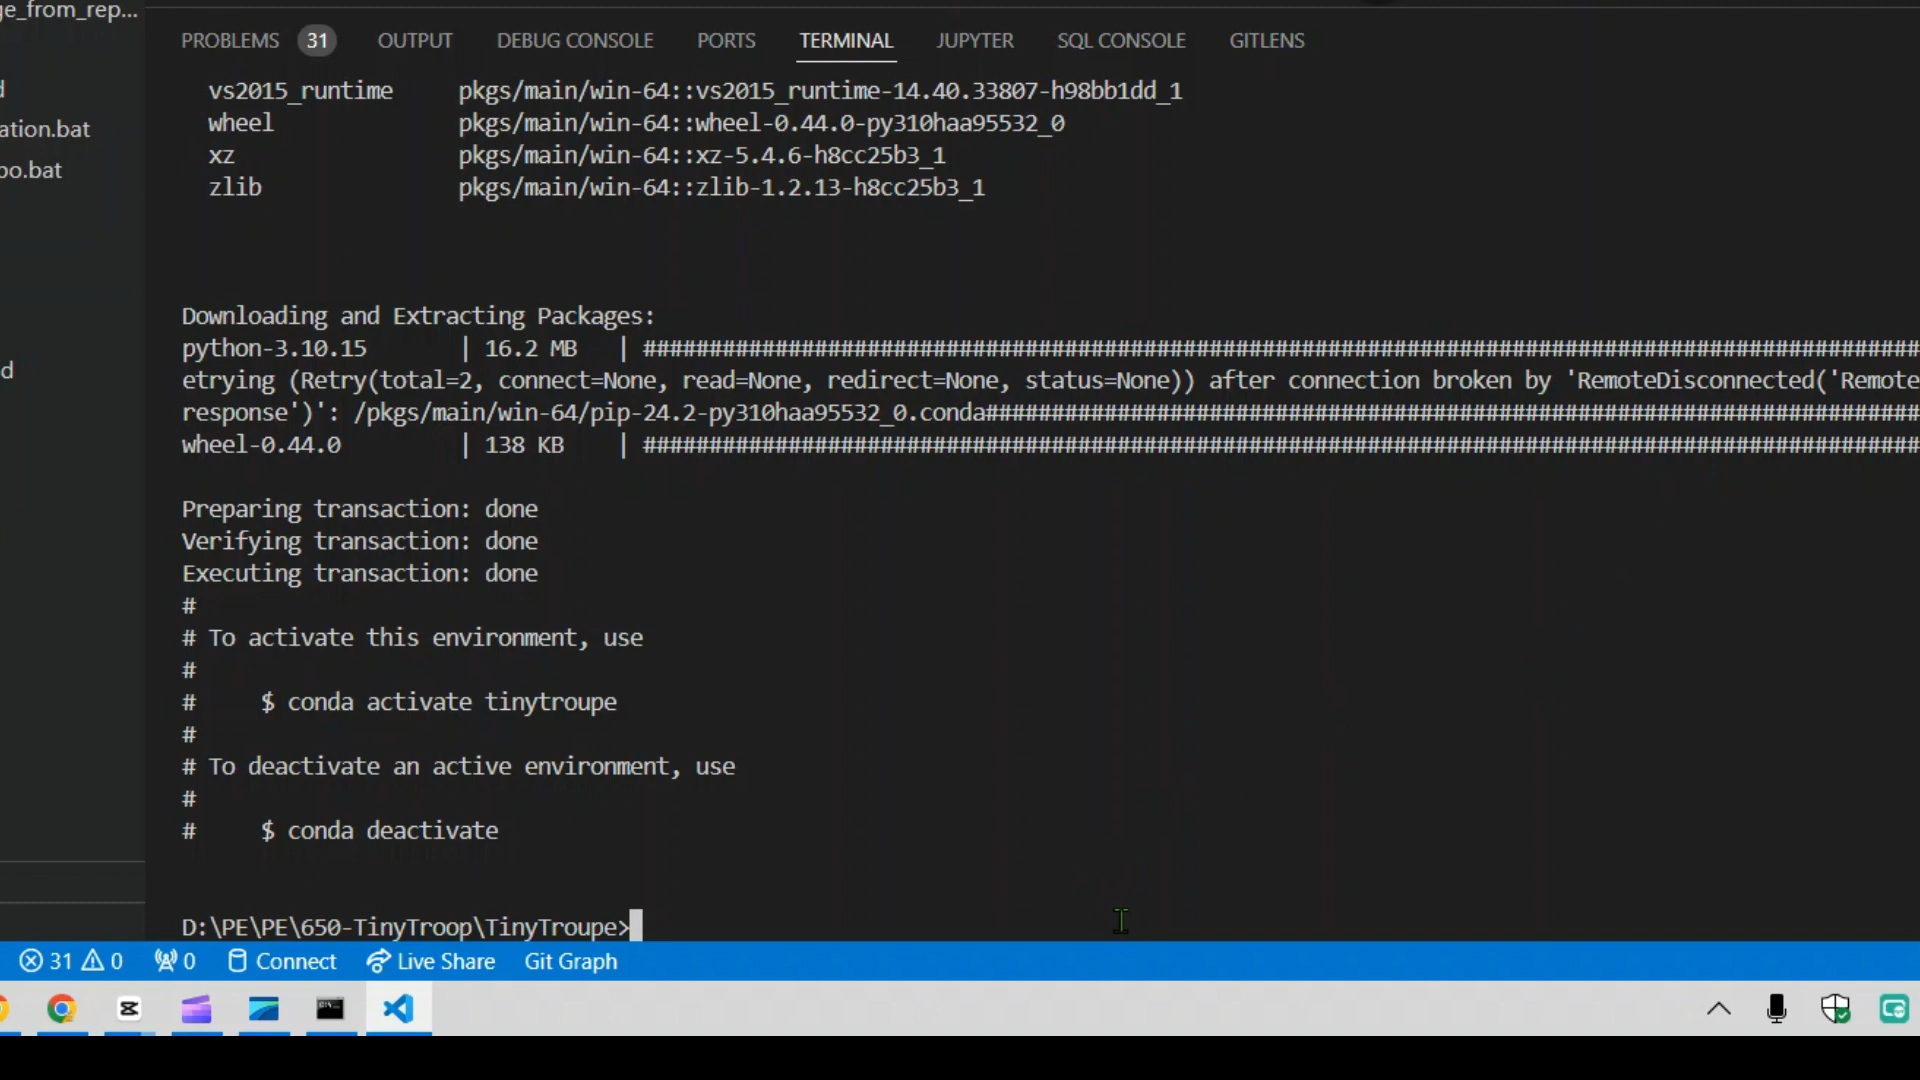 ge_from_rep...
PROBLEMS 31 OUTPUT DEBUG CONSOLE PORTS TERMINAL JUPYTER SQL CONSOLE GITLENS
vs2015_runtime pkgs/main/win-64::vs2015_runtime-14.40.33807-h98bb1dd_1
ation.bat
wheel pkgs/main/win-64::wheel-0.44.0-py310haa95532_0
xz pkgs/main/win-64::xz-5.4.6-h8cc25b3_1
oo.bat
zlib pkgs/main/win-64::zlib-1.2.13-h8cc25b3_1
Downloading and Extracting Packages:
python-3.10.15 | 16.2 MB | #################################################################################################
d
etrying (Retry(total=2, connect=None, read=None, redirect=None, status=None)) after connection broken by 'RemoteDisconnected('Remote
response')': /pkgs/main/win-64/pip-24.2-py310haa95532_0.conda#######################################################################
wheel-0.44.0 | 138 KB | #################################################################################################
Preparing transaction: done
Verifying transaction: done
Executing transaction: done
#
# To activate this environment, use
#
# $ conda activate tinytroupe
#
# To deactivate an active environment, use
#
# $ conda deactivate
D:\PE\PE\650-TinyTroop\TinyTroupe>
31 0 0 Connect Live Share Git Graph